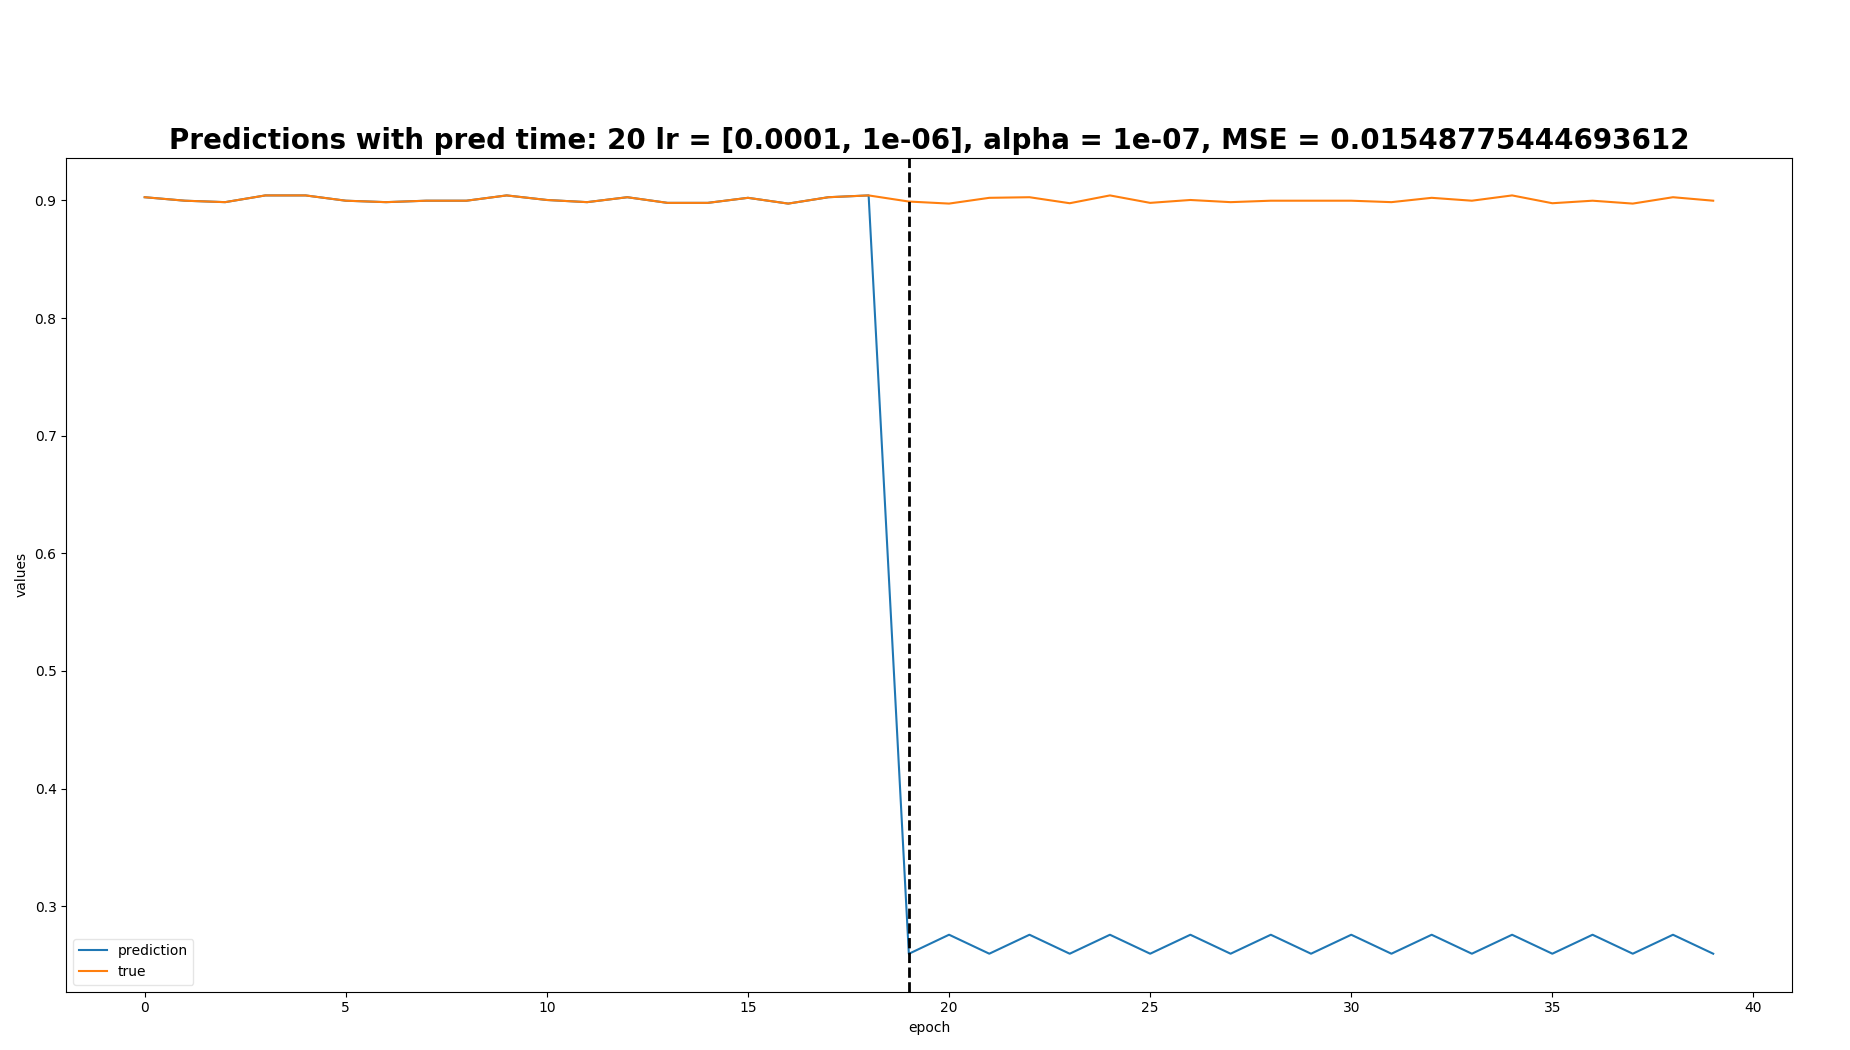 Predictions with pred time: 20 lr = [0.0001, 1e-06], alpha = 1e-07, MSE = 0.01548775444693612
0.9
0.8
0.7
0.6
0.5
0.4
0.3
values
prediction
true
0 5 10 15 20 25 30 35 40
epoch